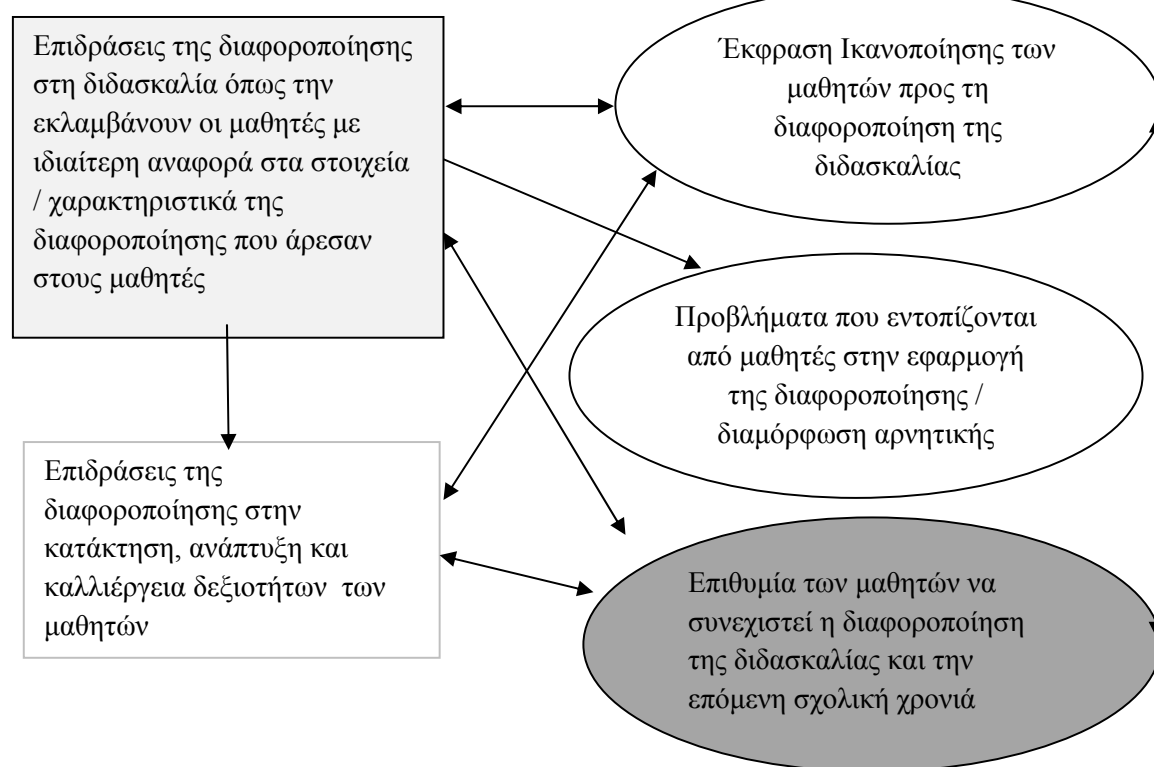 Επιδράσεις της διαφοροποίησης
στη διδασκαλία όπως την
εκλαμβάνουν οι μαθητές με
ιδιαίτερη αναφορά στα στοιχεία
/ χαρακτηριστικά της
διαφοροποίησης που άρεσαν
στους μαθητές
Έκφραση Ικανοποίησης των
μαθητών προς τη
διαφοροποίηση της
διδασκαλίας
Προβλήματα που εντοπίζονται
από μαθητές στην εφαρμογή
της διαφοροποίησης /
διαμόρφωση αρνητικής
Επιδράσεις της
διαφοροποίησης στην
κατάκτηση, ανάπτυξη και
καλλιέργεια δεξιοτήτων των
μαθητών
Επιθυμία των μαθητών να
συνεχιστεί η διαφοροποίηση
της διδασκαλίας και την
επόμενη σχολική χρονιά